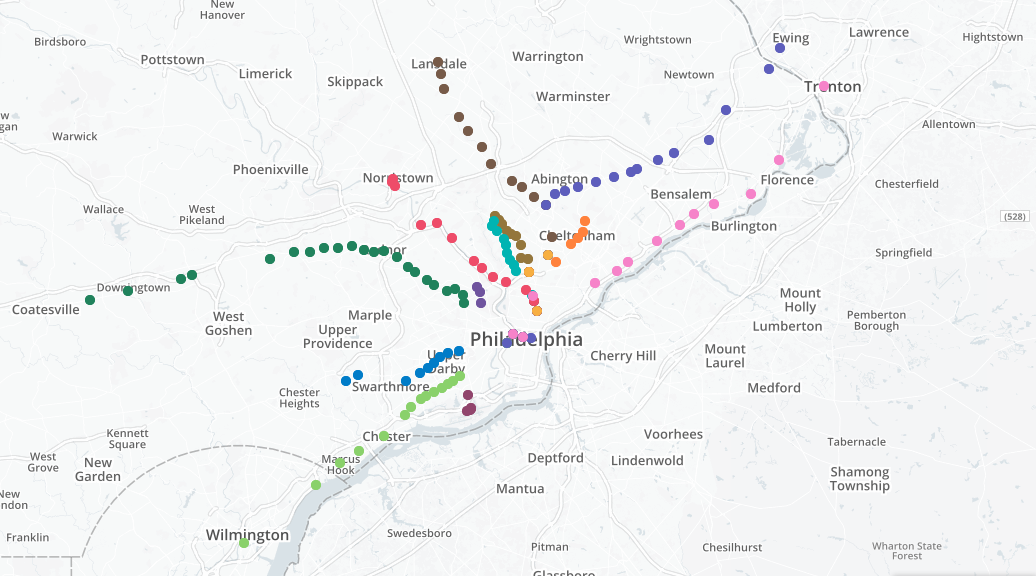 New
Hanover
Birdsboro
Wrightstown
Ewing
Lawrence
Hightstown
Pottstown
Limerick
Skippack
Lansdale
Warrington
Newtown
Trenton
Warminster
Allentown
Warwick
Phoenixville
Norristown
Abington
Bensalem
Florence
Chesterfield
Wallace
West
Pikeland
(528)
Cheltenham
Burlington
Springfield
Downingtown
Coatesville
West
Goshen
Marple
Upper
Providence
Philadelphia
Mount
Holly
Lumberton
Pemberton
Borough
Upper
Darby
Cherry Hill
Mount
Laurel
Medford
Chester
Heights
Swarthmore
Kennett
Square
Chester
Voorhees
Tabernacle
West
Grove
New
Garden
Marcus
Hook
Deptford
Lindenwold
Shamong
Township
Mantua
Franklin
Wilmington
Swedesboro
Pitman
Chesilhurst
Wharton State
Forest
Glassboro